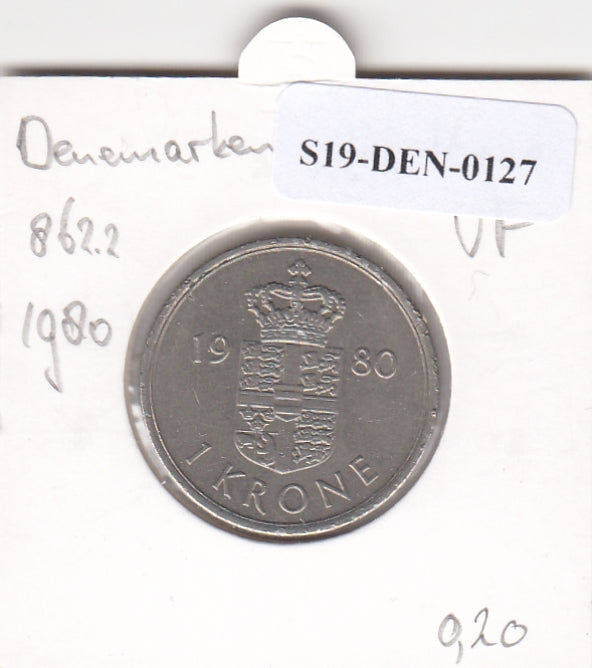 Denemarken
S19-DEN-0127
VF
862.2
1980
19 80
1 KRONE
0,20